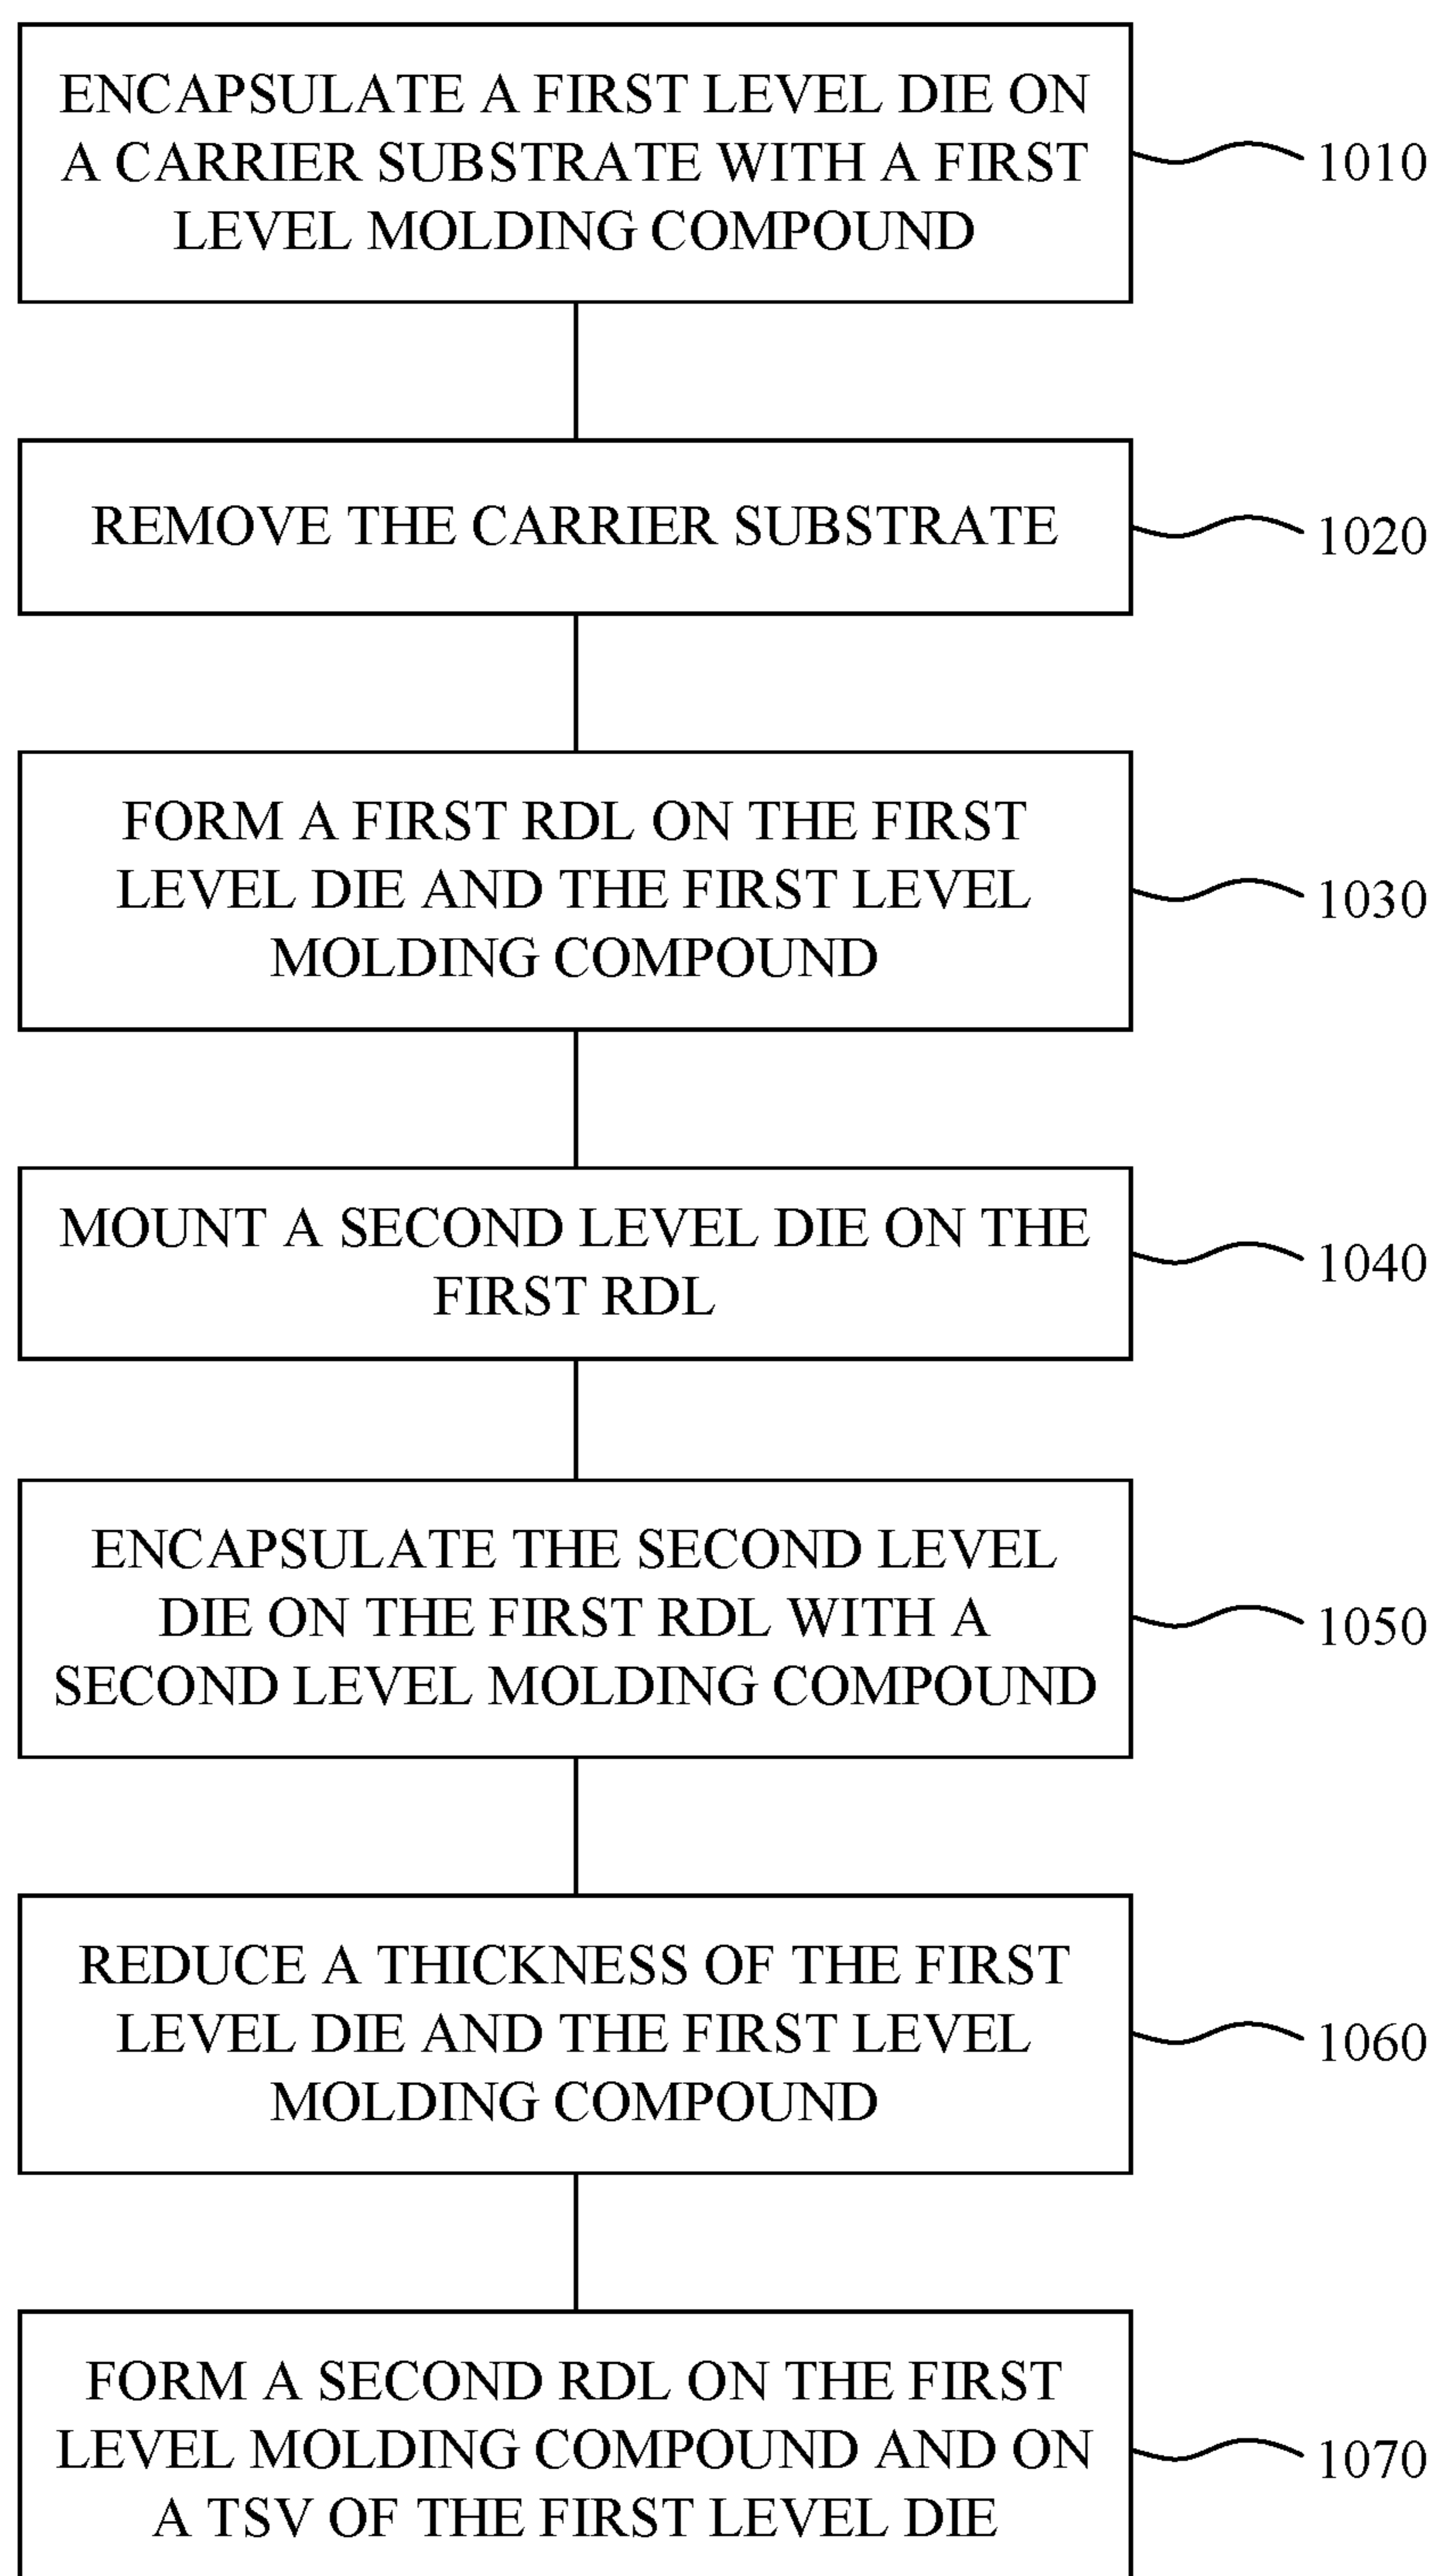 ENCAPSULATE A FIRST LEVEL DIE ON
A CARRIER SUBSTRATE WITH A FIRST
LEVEL MOLDING COMPOUND
1010
REMOVE THE CARRIER SUBSTRATE
1020
FORM A FIRST RDL ON THE FIRST
LEVEL DIE AND THE FIRST LEVEL
MOLDING COMPOUND
1030
MOUNT A SECOND LEVEL DIE ON THE
FIRST RDL
1040
ENCAPSULATE THE SECOND LEVEL
DIE ON THE FIRST RDL WITH A
SECOND LEVEL MOLDING COMPOUND
1050
REDUCE A THICKNESS OF THE FIRST
LEVEL DIE AND THE FIRST LEVEL
MOLDING COMPOUND
1060
FORM A SECOND RDL ON THE FIRST
LEVEL MOLDING COMPOUND AND ON
A TSV OF THE FIRST LEVEL DIE
1070